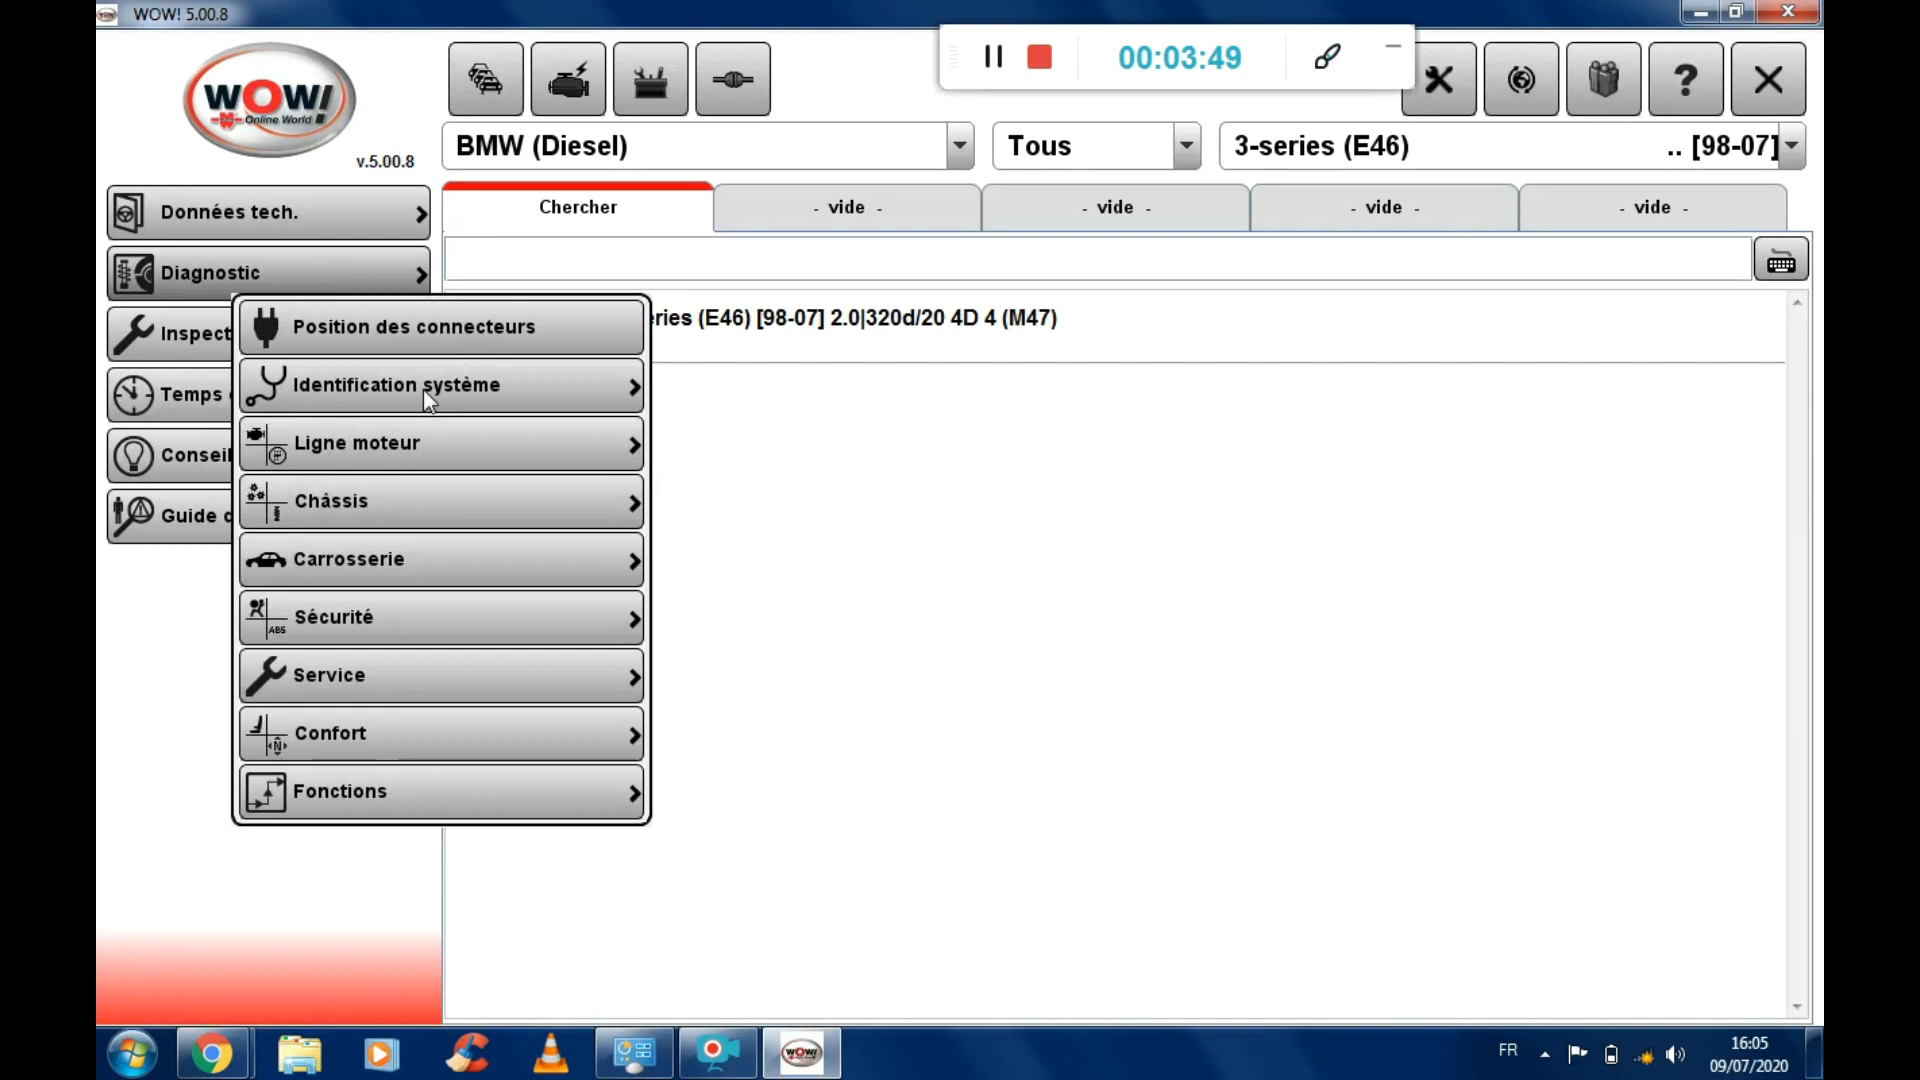 WOW! 5.00.8
00:03:49
WOW!
Online World
v.5.00.8
BMW (Diesel)
Tous
3-series (E46) .. [98-07]
Données tech.
Diagnostic
Inspect
Temps
Conseil
Guide
Chercher
- vide -
- vide -
- vide -
- vide -
Position des connecteurs
Identification système
Ligne moteur
Châssis
Carrosserie
Sécurité
ABS
Service
Confort
Fonctions
ries (E46) [98-07] 2.0|320d/20 4D 4 (M47)
WOW!
FR
16:05
09/07/2020